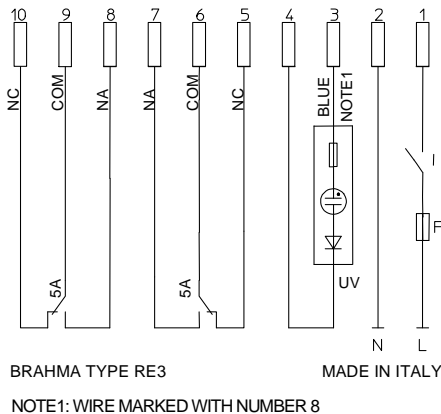 10 9 8 7 6 5 4 3 2 1
NC COM NA NA COM NC BLUE NOTE1
I
F
5A 5A
UV
N L
BRAHMA TYPE RE3 MADE IN ITALY
NOTE1: WIRE MARKED WITH NUMBER 8